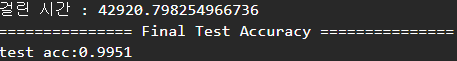 걸린 시간 : 42920.798254966736
=============== Final Test Accuracy ===============
test acc:0.9951